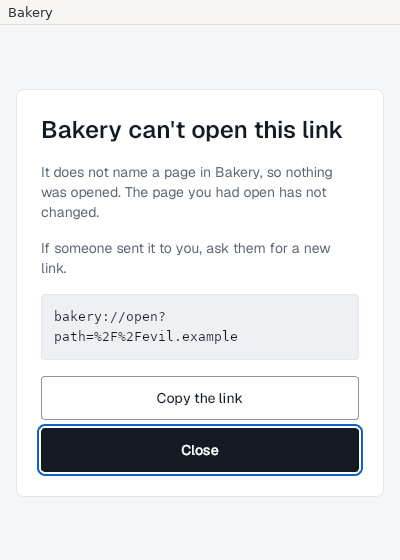 Bakery
Bakery can't open this link
It does not name a page in Bakery, so nothing
was opened. The page you had open has not
changed.
If someone sent it to you, ask them for a new
link.
bakery://open?
path=%2F%2Fevil.example
Copy the link
Close